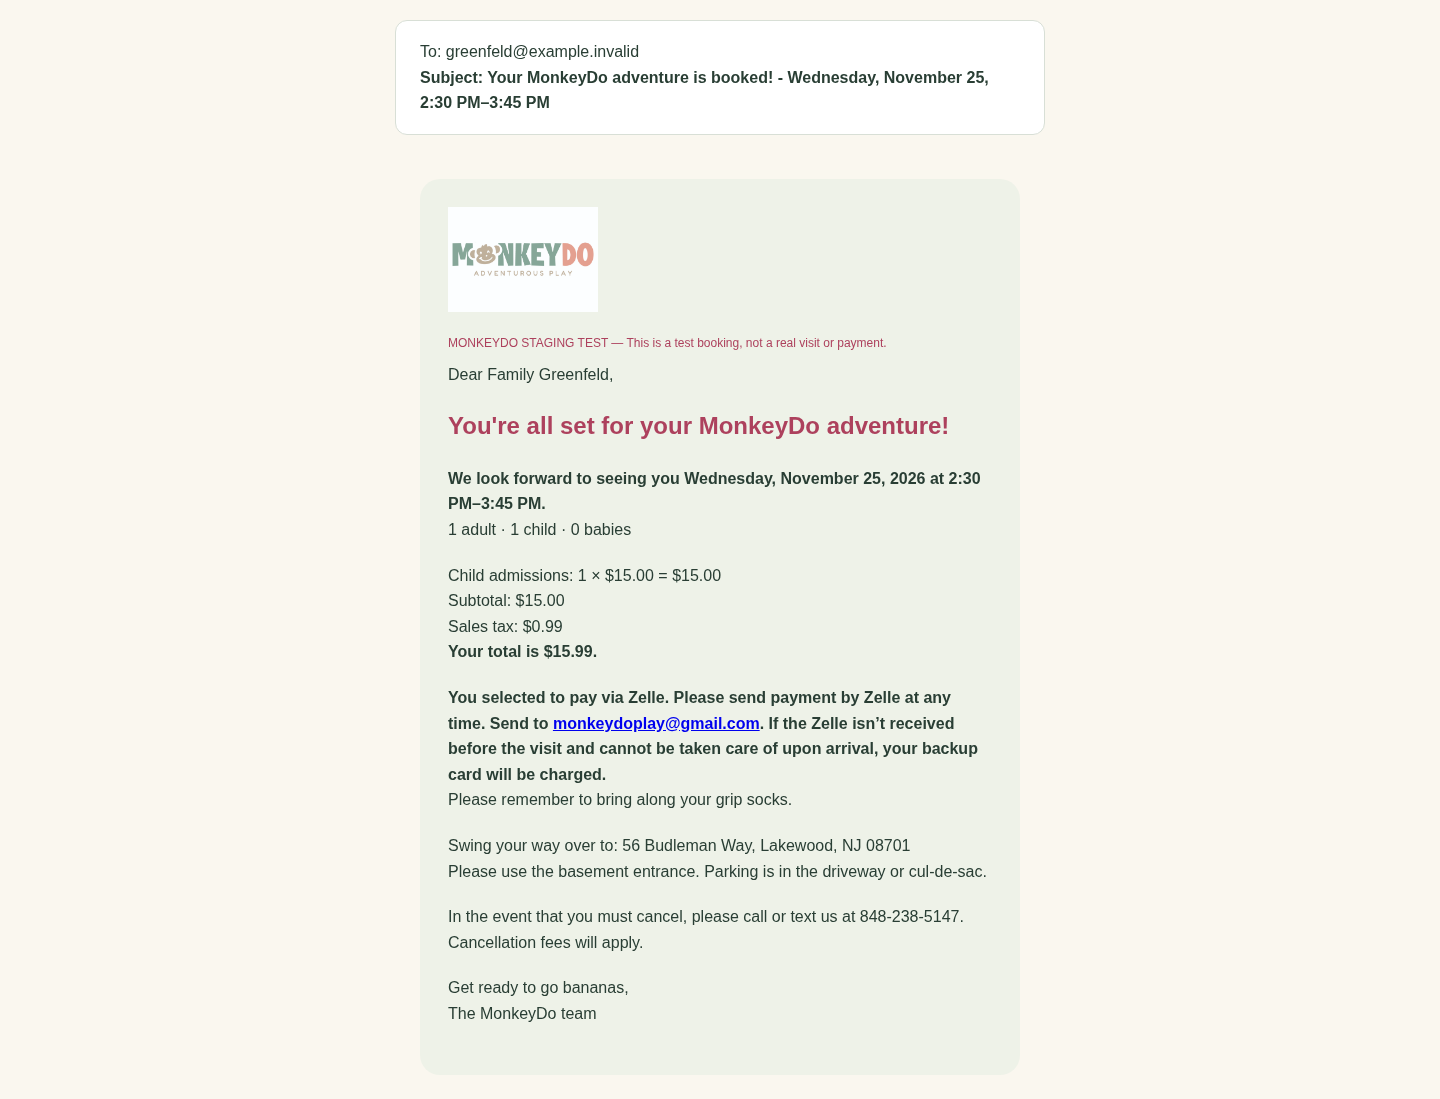 To: greenfeld@example.invalid
Subject: Your MonkeyDo adventure is booked! - Wednesday, November 25,
2:30 PM–3:45 PM
MONKEYDO
ADVENTUROUS PLAY
MONKEYDO STAGING TEST — This is a test booking, not a real visit or payment.
Dear Family Greenfeld,
You're all set for your MonkeyDo adventure!
We look forward to seeing you Wednesday, November 25, 2026 at 2:30
PM–3:45 PM.
1 adult · 1 child · 0 babies
Child admissions: 1 × $15.00 = $15.00
Subtotal: $15.00
Sales tax: $0.99
Your total is $15.99.
You selected to pay via Zelle. Please send payment by Zelle at any
time. Send to monkeydoplay@gmail.com. If the Zelle isn’t received
before the visit and cannot be taken care of upon arrival, your backup
card will be charged.
Please remember to bring along your grip socks.
Swing your way over to: 56 Budleman Way, Lakewood, NJ 08701
Please use the basement entrance. Parking is in the driveway or cul-de-sac.
In the event that you must cancel, please call or text us at 848-238-5147.
Cancellation fees will apply.
Get ready to go bananas,
The MonkeyDo team